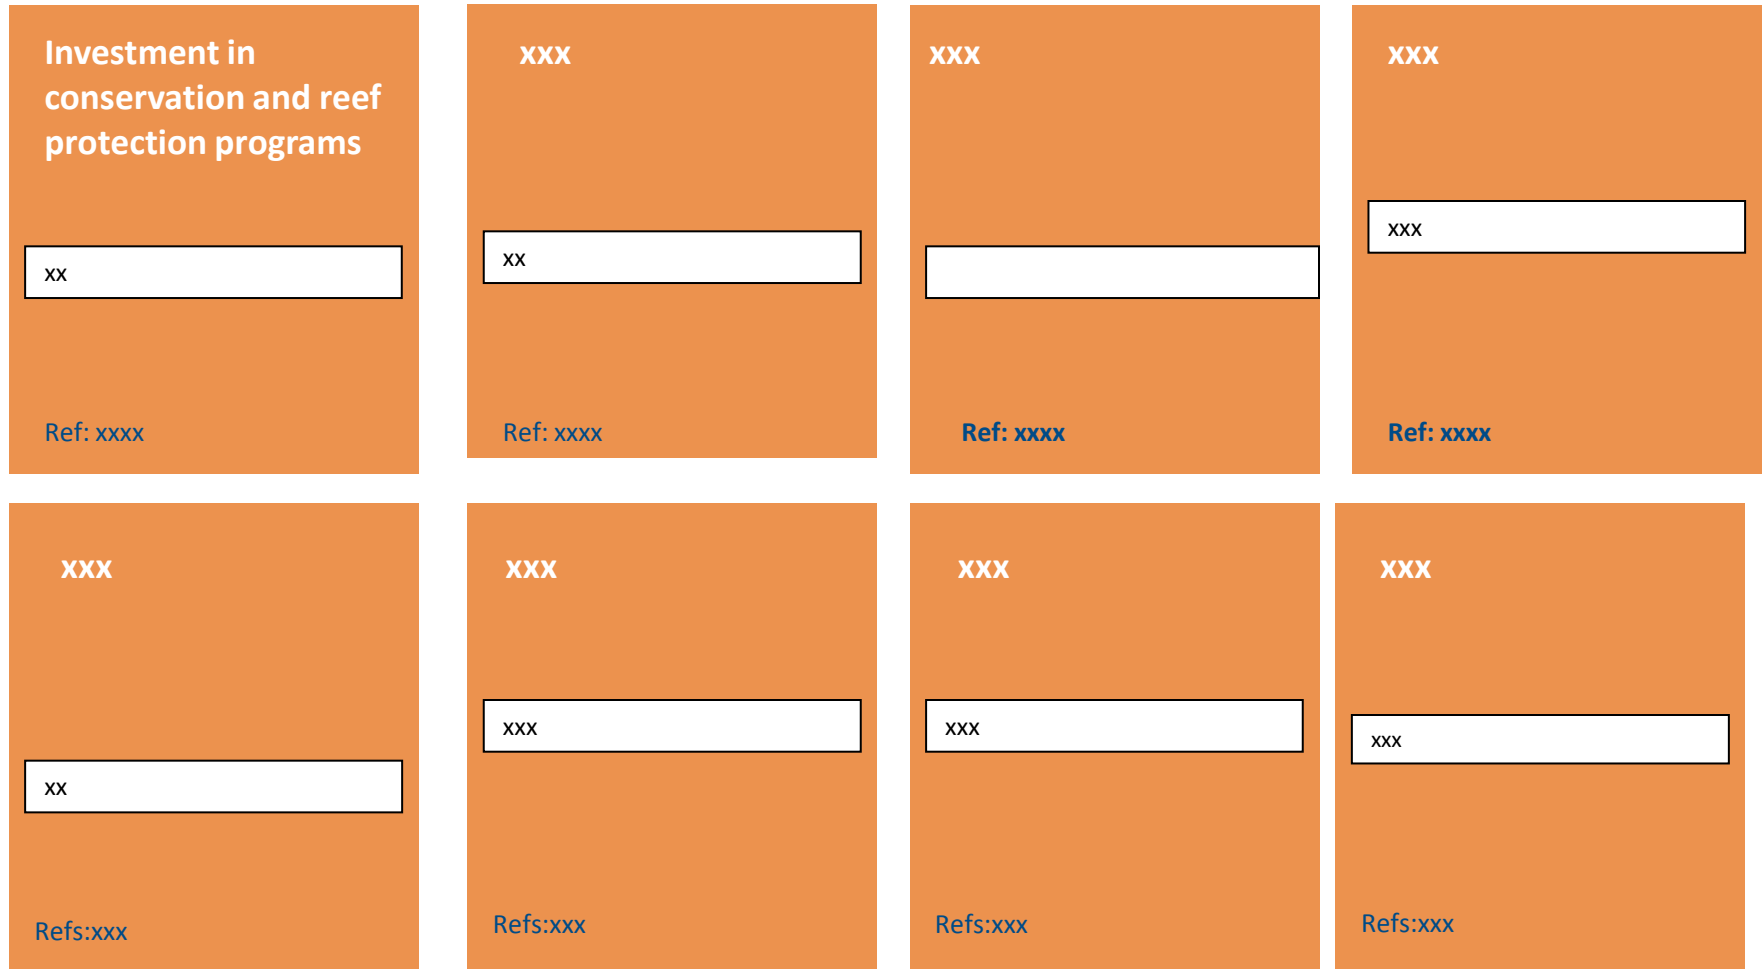 Investment in
conservation and reef
protection programs
xx
Ref: xxxx
xxx
xx
Ref: xxxx
xxx
Ref: xxxx
xxx
xxx
Ref: xxxx
xxx
xx
Refs:xxx
xxx
xxx
Refs:xxx
xxx
xxx
Refs:xxx
xxx
xxx
Refs:xxx